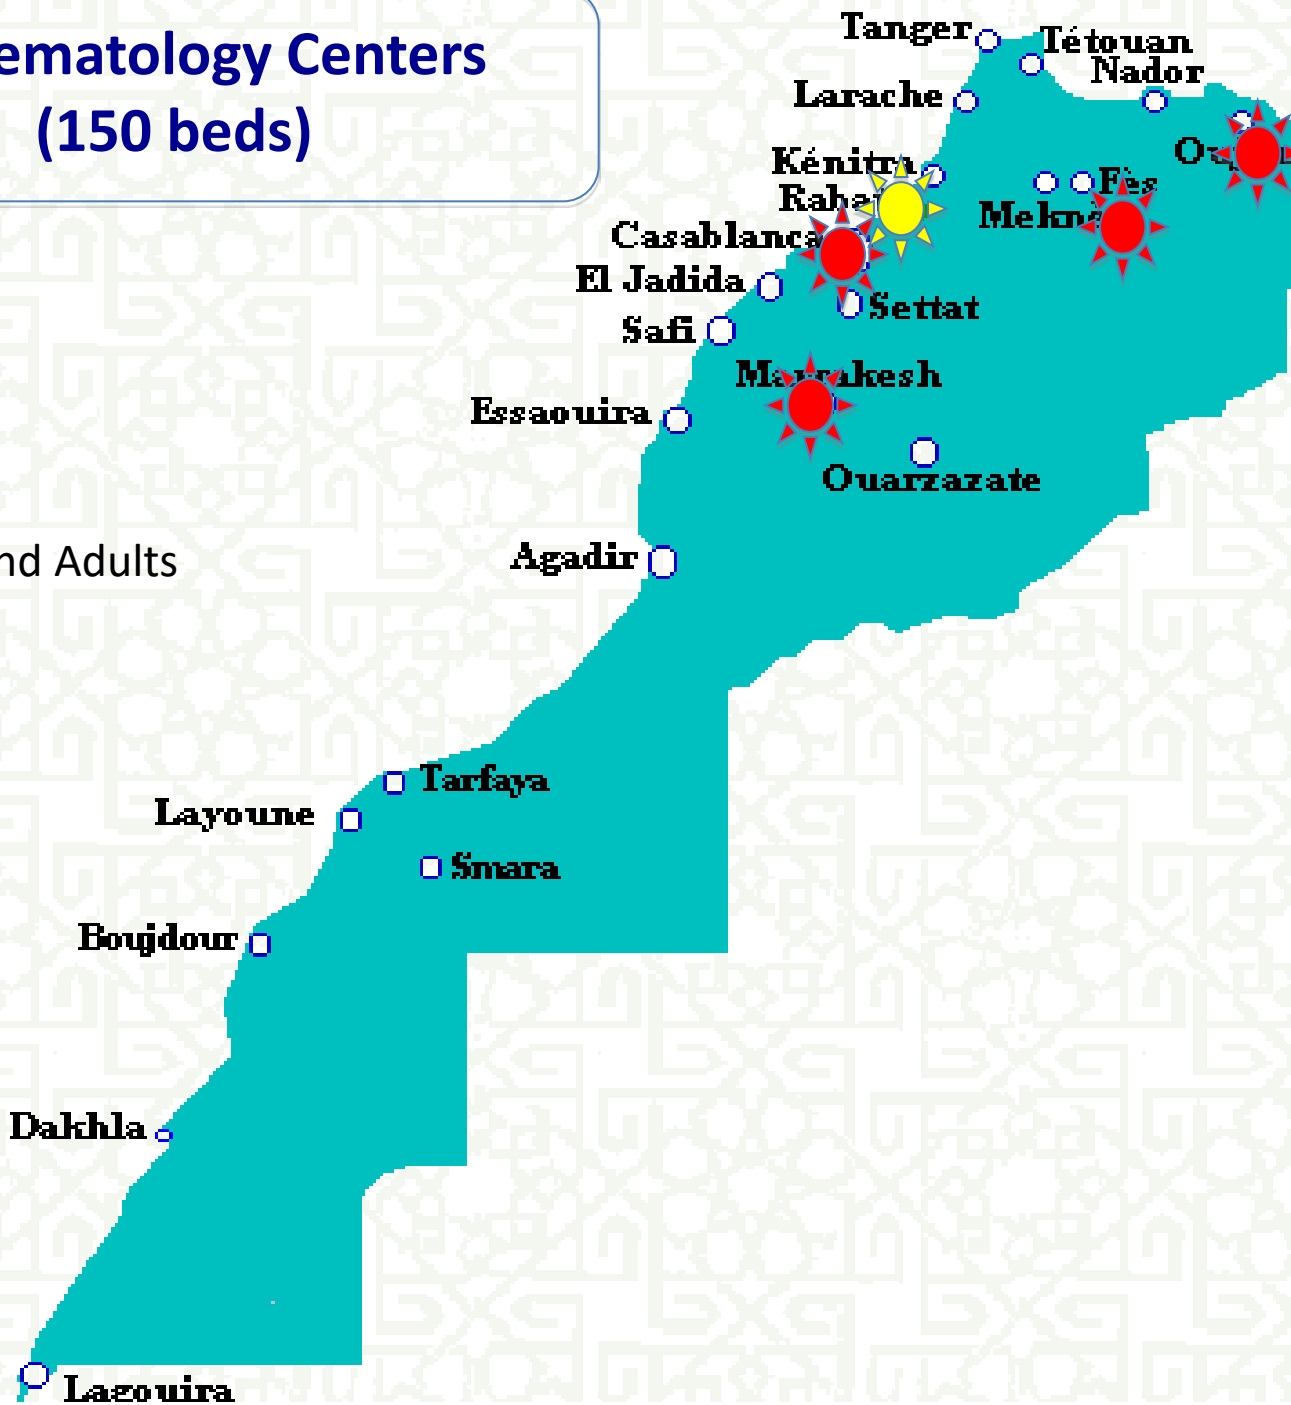 ematology Centers
(150 beds)
Tanger
Tétouan
Nador
Larache
Kénitra
Fès
Casablanca
El Jadida
Settat
Safi
Essaouira
Ouarzazate
nd Adults
Agadir
Tarfaya
Layoune
Smara
Boujdour
Dakhla
Lagouira